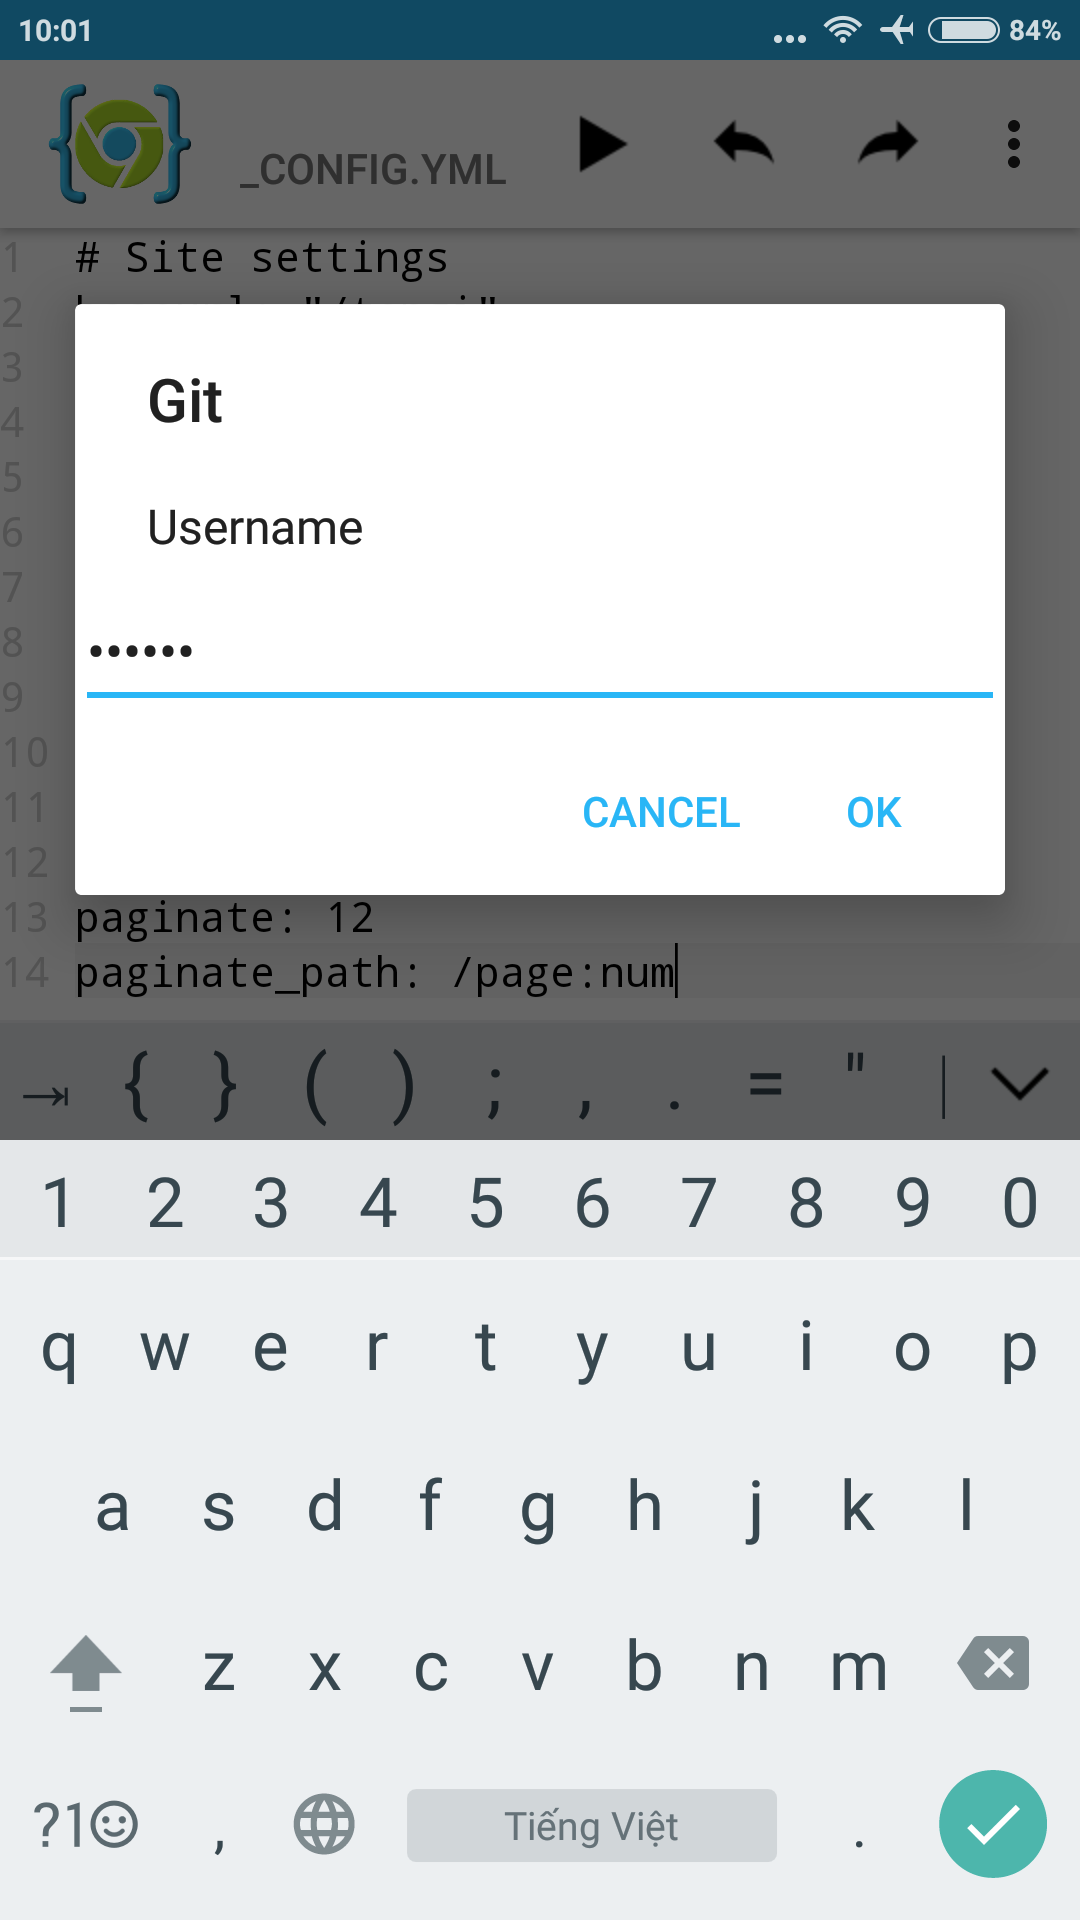 10:01 84%
_CONFIG.YML
1 # Site settings
2
3
4
5
6
7
8
9
10
11
12
13 paginate: 12
14 paginate_path: /page:num
Git
Username
••••••
CANCEL OK
{ } ( ) ; , . = "
1 2 3 4 5 6 7 8 9 0
q w e r t y u i o p
a s d f g h j k l
z x c v b n m
?1☺ , Tiếng Việt .